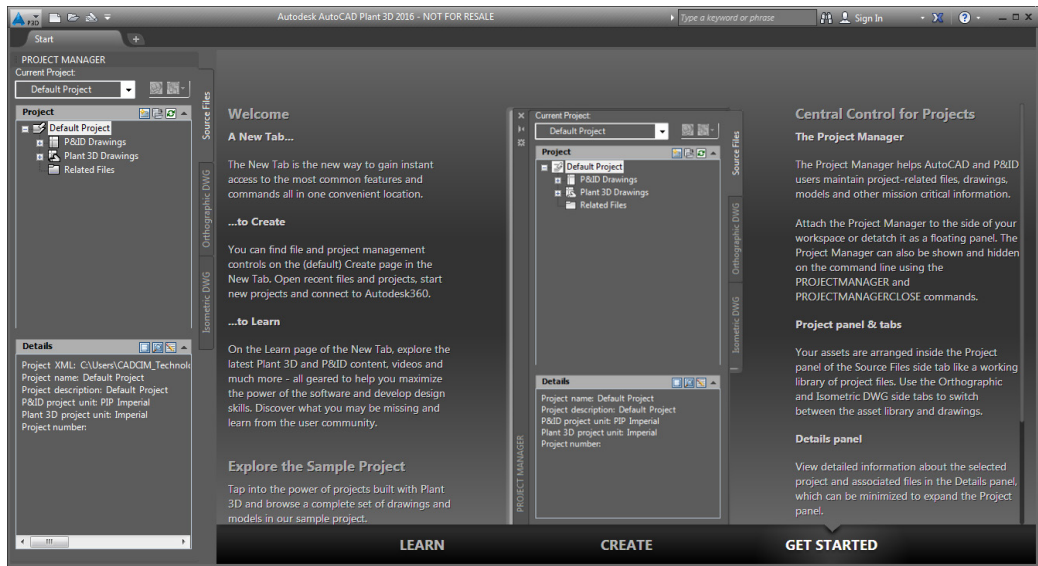 P3D
Autodesk AutoCAD Plant 3D 2016 - NOT FOR RESALE
Type a keyword or phrase
Sign In
Start
PROJECT MANAGER
Current Project:
Default Project
Project
Default Project
P&ID Drawings
Plant 3D Drawings
Related Files
Source Files
Orthographic DWG
Isometric DWG
Details
Project XML: C:\Users\CADCIM_Technolo
Project name: Default Project
Project description: Default Project
P&ID project unit: PIP Imperial
Plant 3D project unit: Imperial
Project number:
Welcome
A New Tab...
The New Tab is the new way to gain instant
access to the most common features and
commands all in one convenient location.
...to Create
You can find file and project management
controls on the (default) Create page in the
New Tab. Open recent files and projects, start
new projects and connect to Autodesk360.
...to Learn
On the Learn page of the New Tab, explore the
latest Plant 3D and P&ID content, videos and
much more - all geared to help you maximize
the power of the software and develop design
skills. Discover what you may be missing and
learn from the user community.
Explore the Sample Project
Tap into the power of projects built with Plant
3D and browse a complete set of drawings and
models in our sample project.
Current Project:
Default Project
Project
Default Project
P&ID Drawings
Plant 3D Drawings
Related Files
Source Files
Orthographic DWG
Isometric DWG
Details
Project name: Default Project
Project description: Default Project
P&ID project unit: PIP Imperial
Plant 3D project unit: Imperial
Project number:
PROJECT MANAGER
Central Control for Projects
The Project Manager
The Project Manager helps AutoCAD and P&ID
users maintain project-related files, drawings,
models and other mission critical information.
Attach the Project Manager to the side of your
workspace or detatch it as a floating panel. The
Project Manager can also be shown and hidden
on the command line using the
PROJECTMANAGER and
PROJECTMANAGERCLOSE commands.
Project panel & tabs
Your assets are arranged inside the Project
panel of the Source Files side tab like a working
library of project files. Use the Orthographic
and Isometric DWG side tabs to switch
between the asset library and drawings.
Details panel
View detailed information about the selected
project and associated files in the Details panel,
which can be minimized to expand the Project
panel.
LEARN
CREATE
GET STARTED